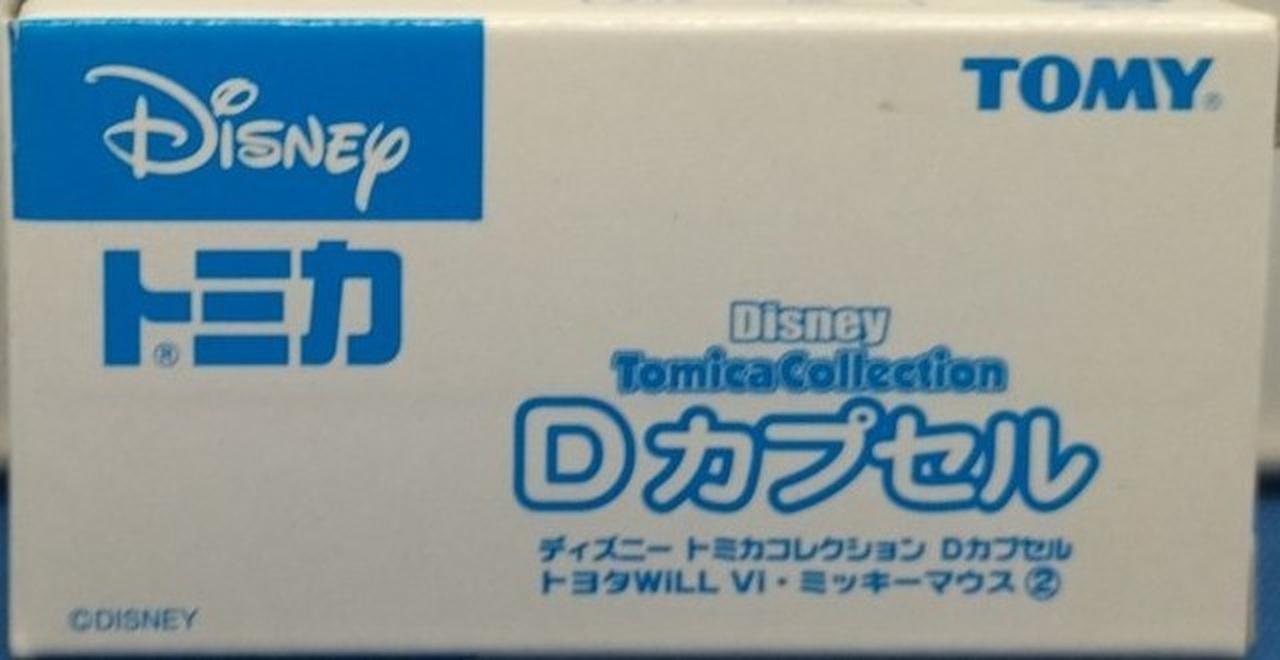 Disney
TOMY®
トミカ®
Disney
TomicaCollection
Dカプセル
ディズニー トミカコレクション Dカプセル
トヨタWiLL Vi・ミッキーマウス②
©DISNEY